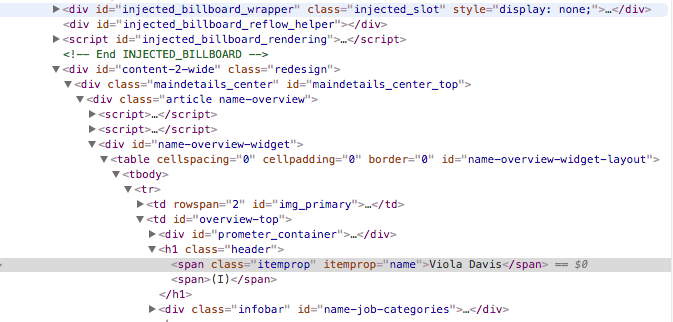 ▶<div id="injected_billboard_wrapper" class="injected_slot" style="display: none;">…</div>
<div id="injected_billboard_reflow_helper"></div>
▶<script id="injected_billboard_rendering">…</script>
<!-- End INJECTED_BILLBOARD -->
▼<div id="content-2-wide" class="redesign">
▼<div class="maindetails_center" id="maindetails_center_top">
▼<div class="article name-overview">
▶<script>…</script>
▶<script>…</script>
▼<div id="name-overview-widget">
▼<table cellspacing="0" cellpadding="0" border="0" id="name-overview-widget-layout">
▼<tbody>
▼<tr>
▶<td rowspan="2" id="img_primary">…</td>
▼<td id="overview-top">
▶<div id="prometer_container">…</div>
▼<h1 class="header">
<span class="itemprop" itemprop="name">Viola Davis</span> == $0
<span>(I)</span>
</h1>
▶<div class="infobar" id="name-job-categories">…</div>